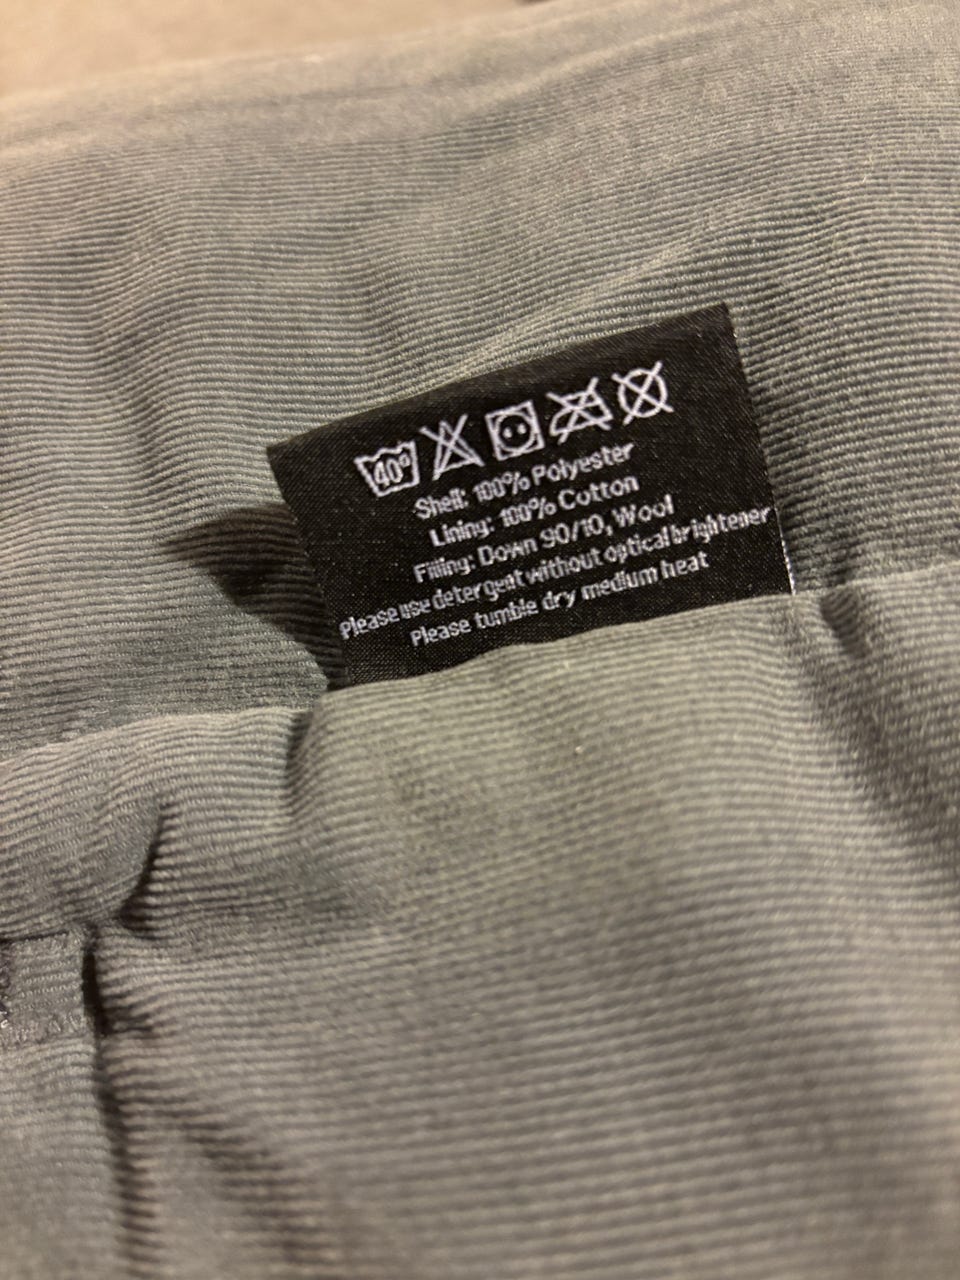 40°
Shell: 100% Polyester
Lining: 100% Cotton
Filling: Down 90/10, Wool
Please use detergent without optical brightener
Please tumble dry medium heat